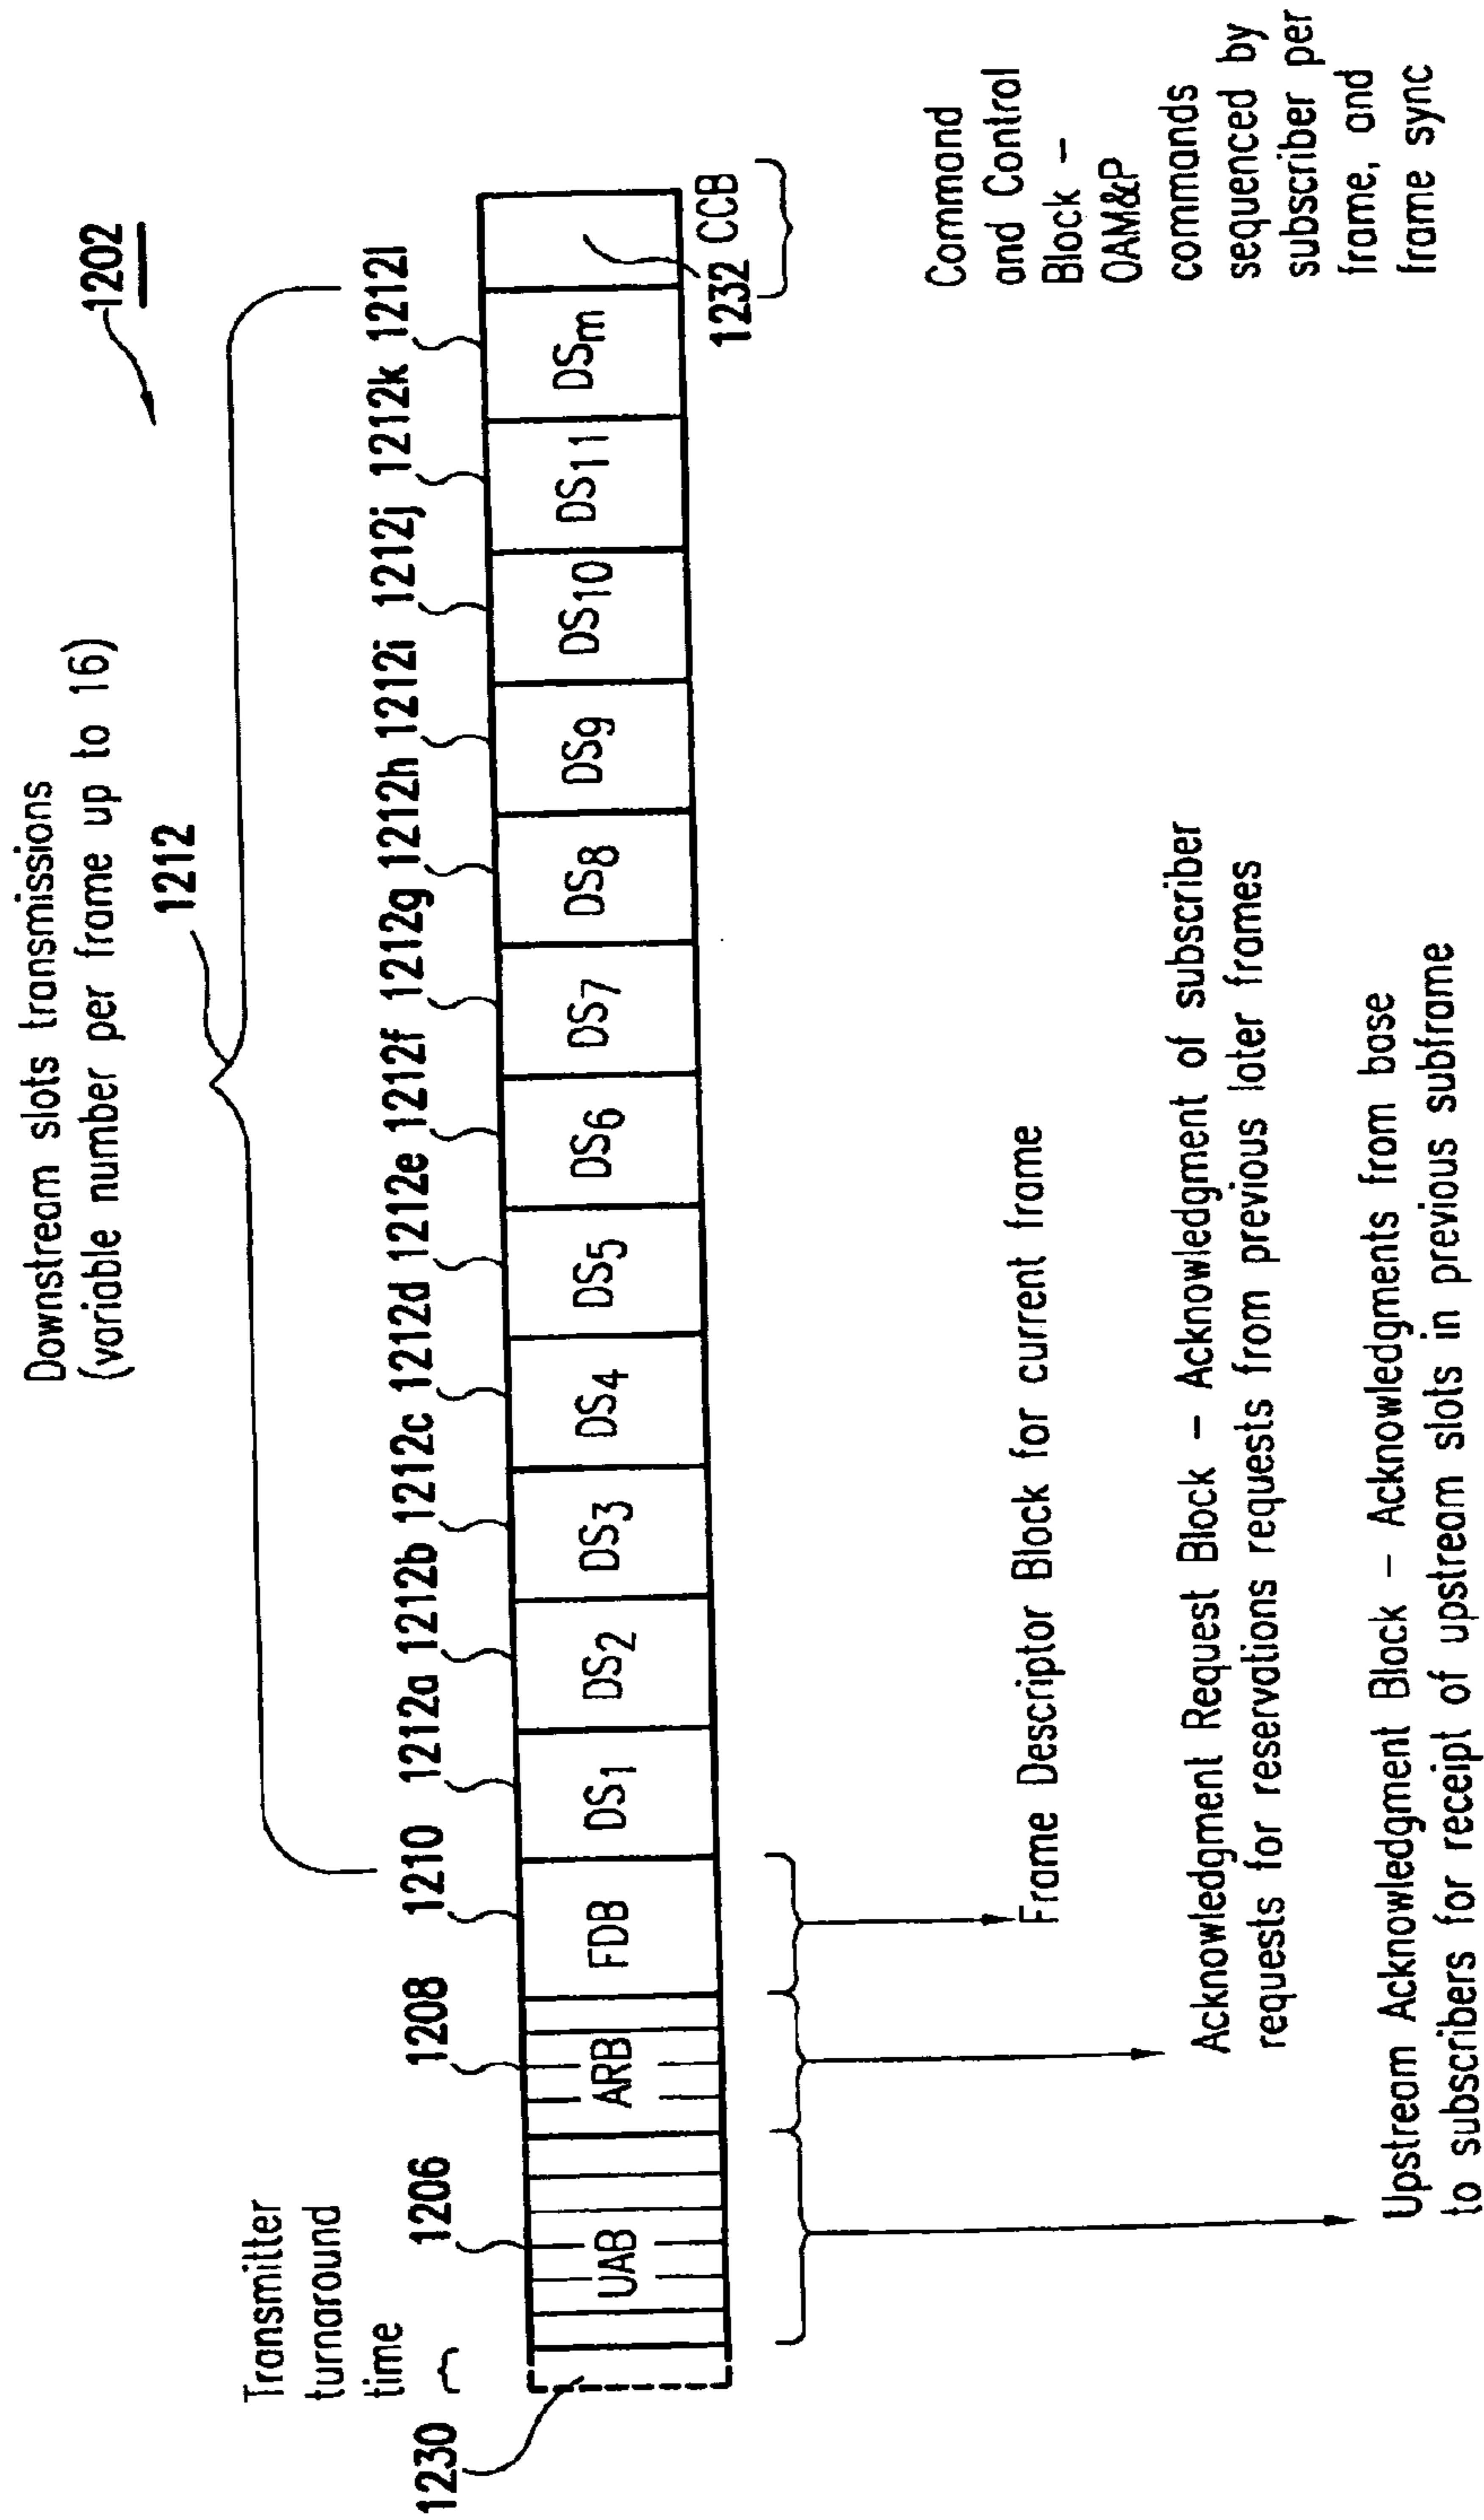 Downstream slots transmissions
(variable number per frame up to 16)
1202
1212
Transmitter
turnaround
time
1230
1206
1208
1210
1212a
1212b
1212c
1212d
1212e
1212f
1212g
1212h
1212i
1212j
1212k
1212l
UAB
ARB
FDB
DS1
DS2
DS3
DS4
DS5
DS6
DS7
DS8
DS9
DS10
DS11
DSm
1232
CCB
Command
and Control
Block –
OAM&P
commands
sequenced by
subscriber per
frame, and
frame sync
Frame Descriptor Block for current frame
Acknowledgment Request Block – Acknowledgment of subscriber
requests for reservations requests from previous later frames
Upstream Acknowledgment Block – Acknowledgments from base
to subscribers for receipt of upstream slots in previous subframe